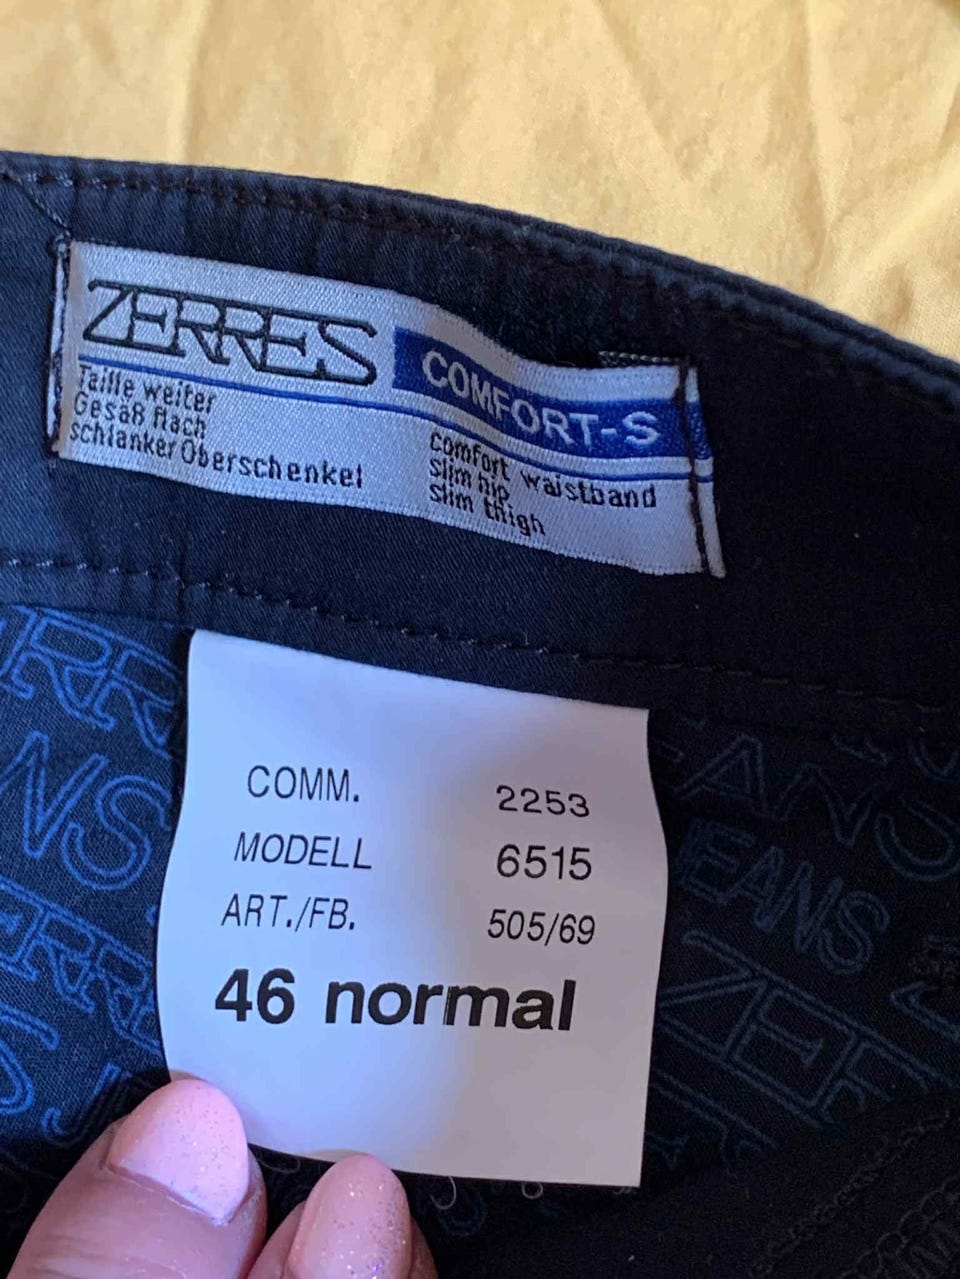 ZERRES COMFORT-S
Taille weiter
Gesäß flach
schlanker Oberschenkel
comfort waistband
slim hip
slim thigh
COMM. 2253
MODELL 6515
ART./FB. 505/69
46 normal
JEANS